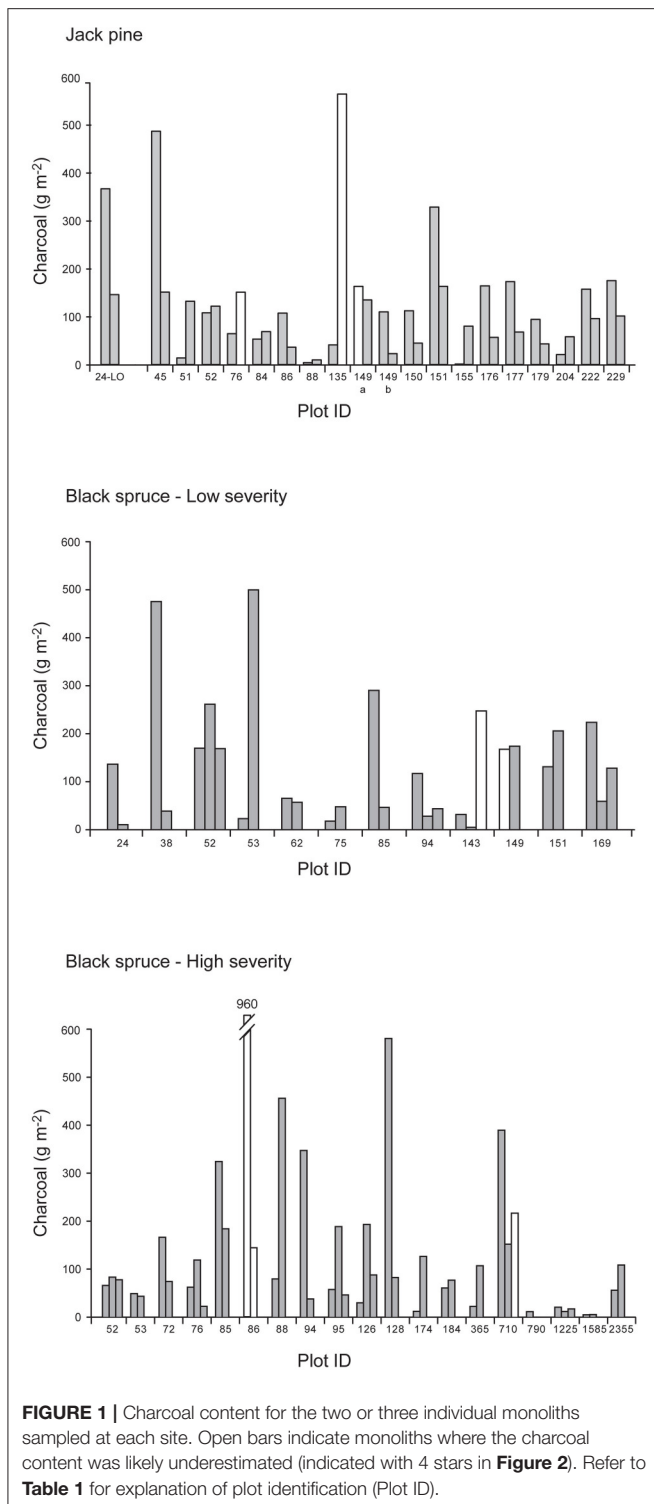 Jack pine
600
500
400
300
200
100
0
Charcoal (g m-2)
24-LO 45 51 52 76 84 86 88 135 149 149 150 151 155 176 177 179 204 222 229
a b
Plot ID
Black spruce - Low severity
600
500
400
300
200
100
0
Charcoal (g m-2)
24 38 52 53 62 75 85 94 143 149 151 169
Plot ID
Black spruce - High severity
960
600
500
400
300
200
100
0
Charcoal (g m-2)
52 53 72 76 85 86 88 94 95 126 128 174 184 365 710 790 1225 1585 2355
Plot ID
FIGURE 1 | Charcoal content for the two or three individual monoliths
sampled at each site. Open bars indicate monoliths where the charcoal
content was likely underestimated (indicated with 4 stars in Figure 2). Refer to
Table 1 for explanation of plot identification (Plot ID).